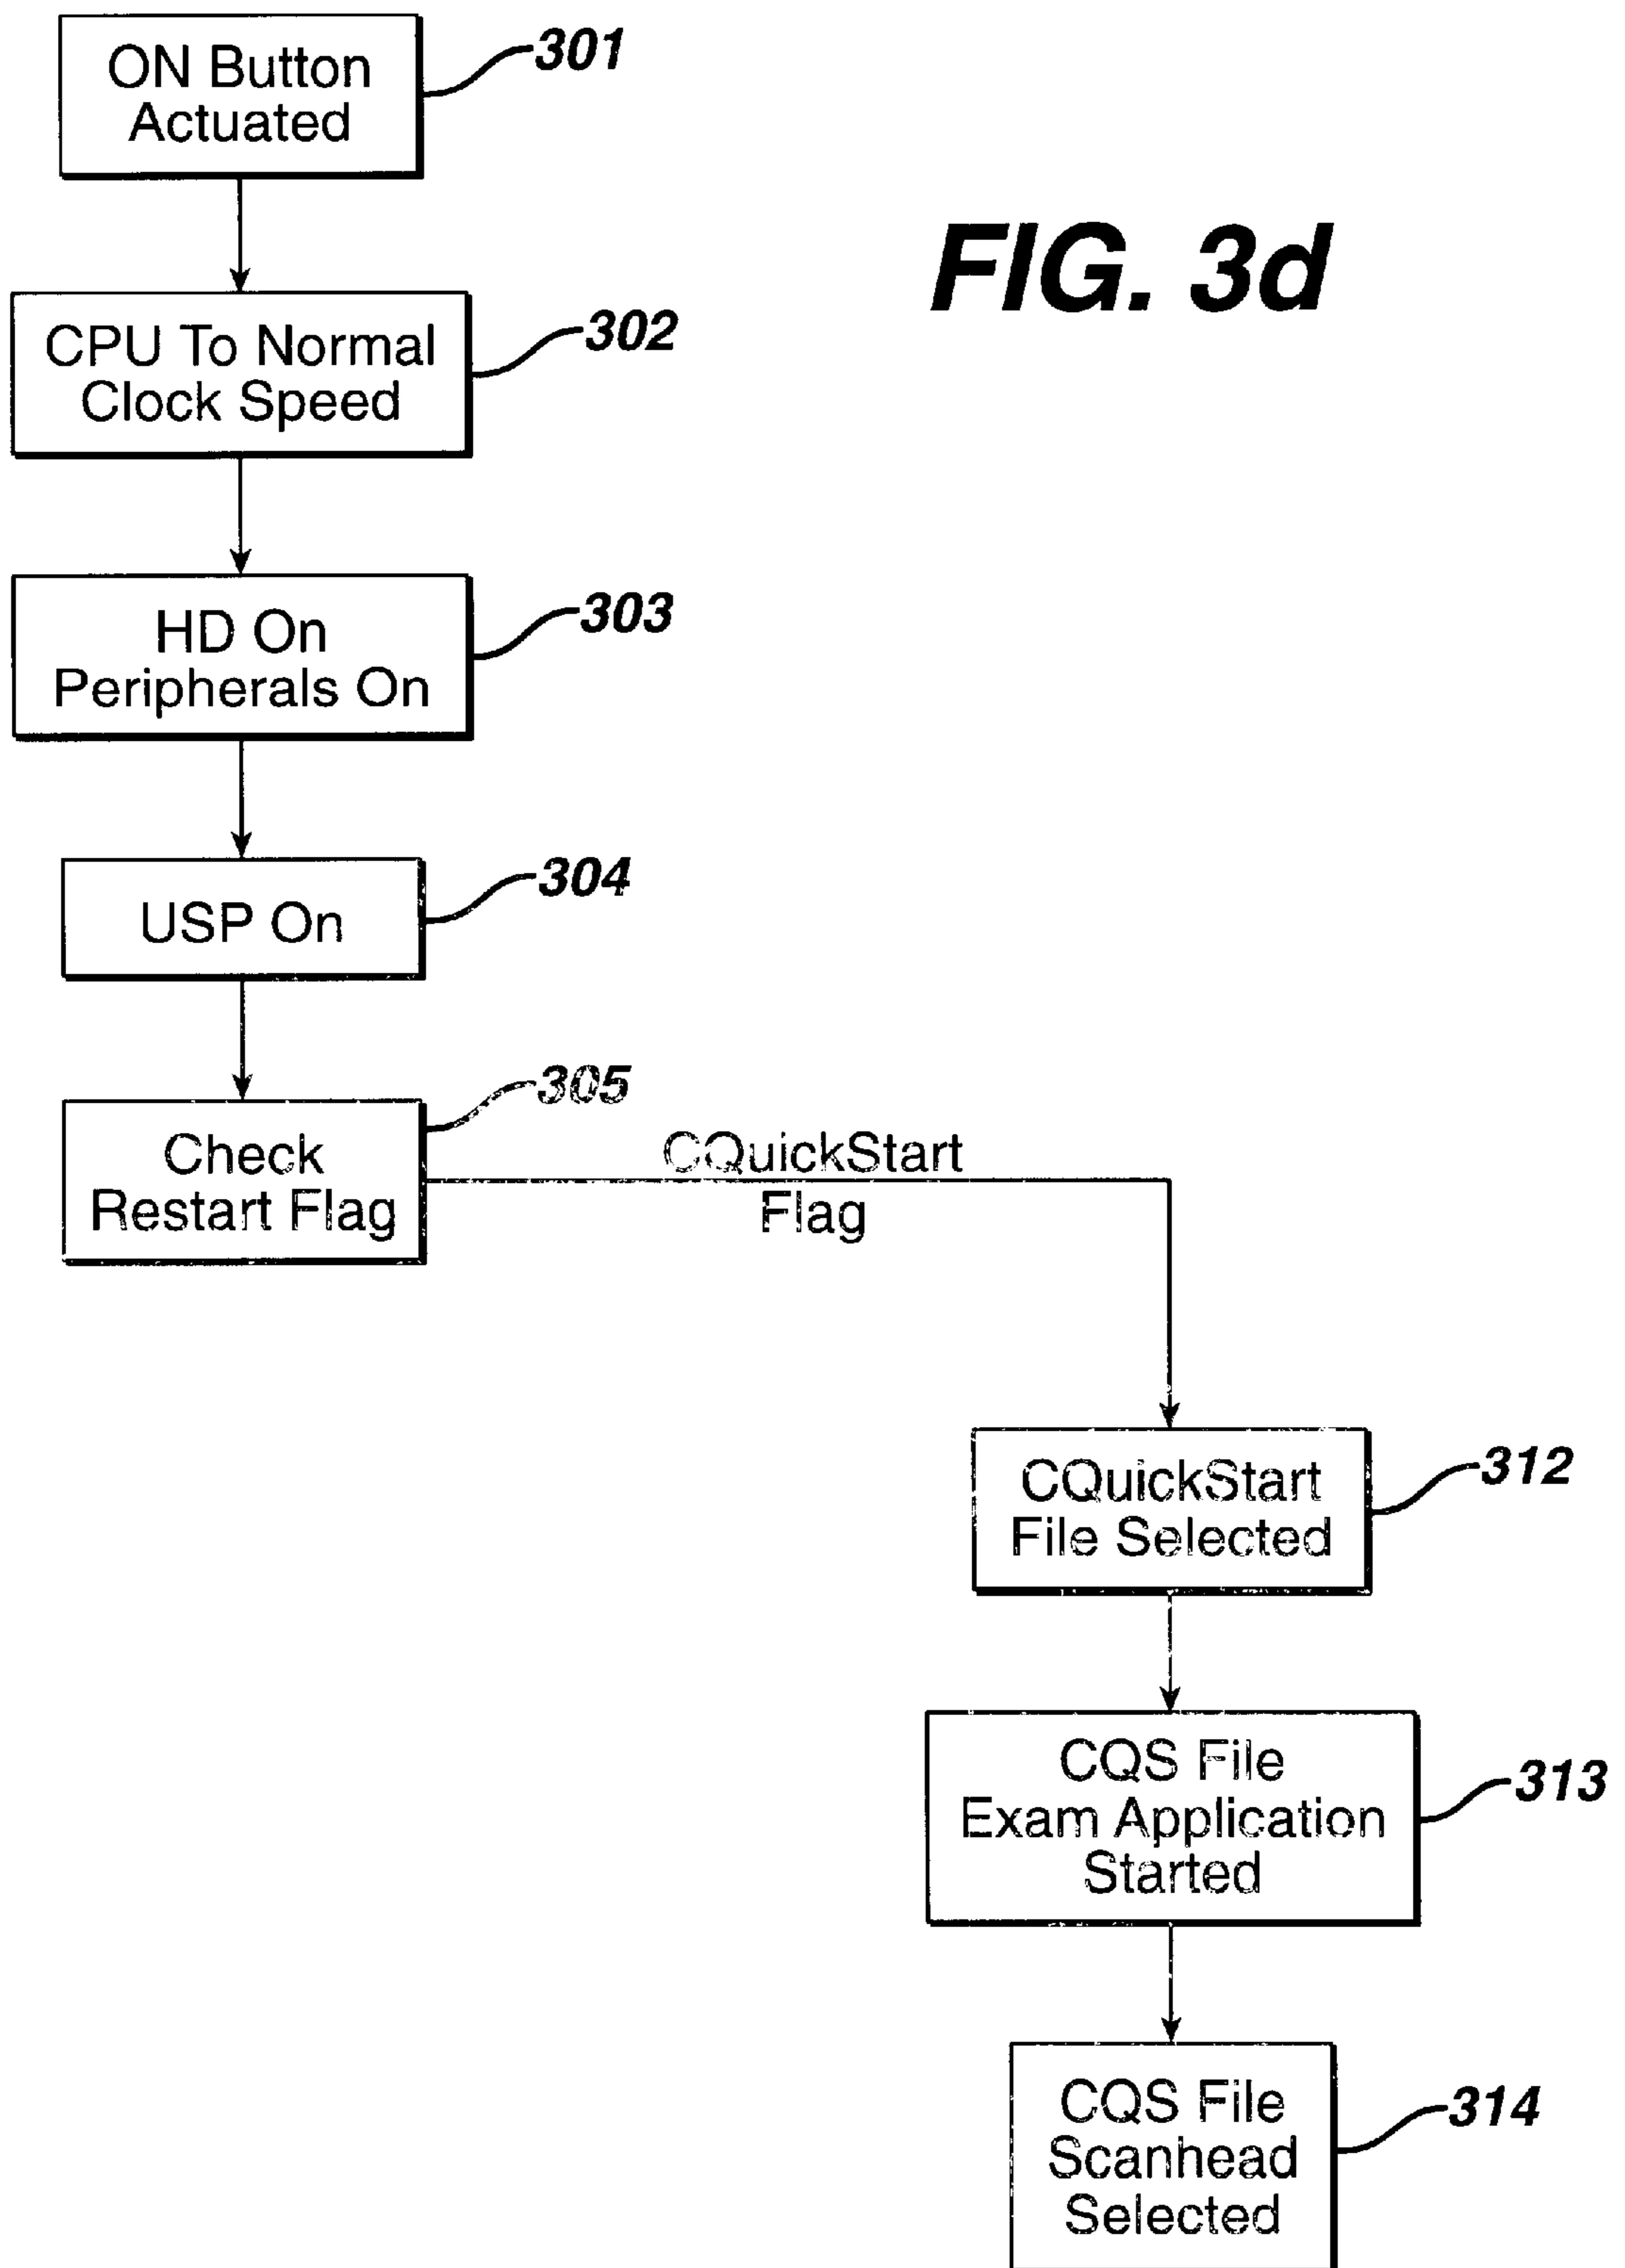 ON Button
Actuated
301
FIG. 3d
CPU To Normal
Clock Speed
302
HD On
Peripherals On
303
USP On
304
Check
Restart Flag
305
CQuickStart
Flag
CQuickStart
File Selected
312
CQS File
Exam Application
Started
313
CQS File
Scanhead
Selected
314